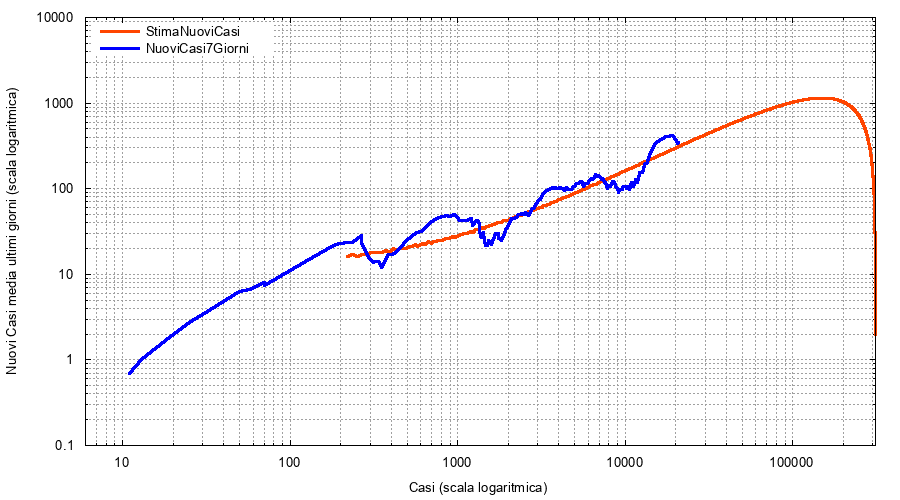 10000
StimaNuoviCasi
NuoviCasi7Giorni
1000
100
10
1
0.1
Nuovi Casi media ultimi giorni (scala logaritmica)
10 100 1000 10000 100000
Casi (scala logaritmica)